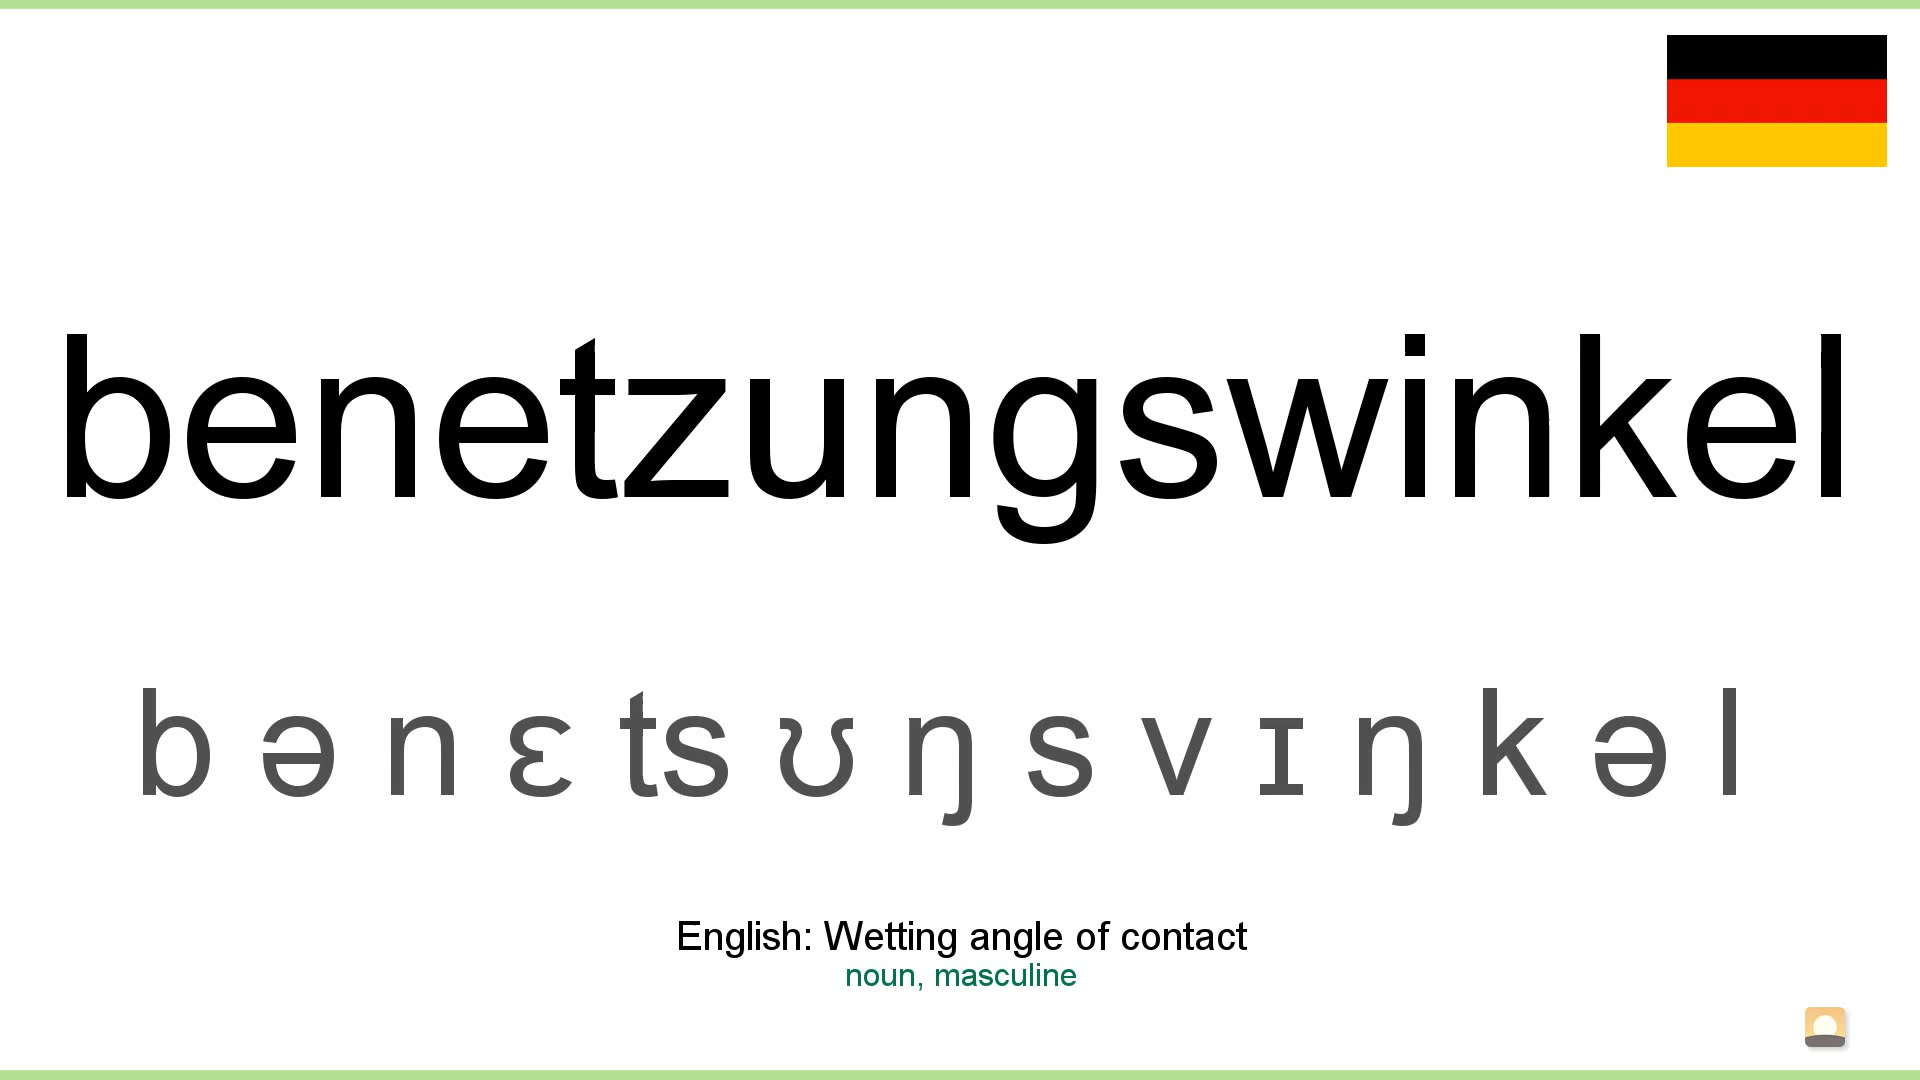 benetzungswinkel
b ə n ɛ ʦ ʊ ŋ s v ɪ ŋ k ə l
English: Wetting angle of contact
noun, masculine